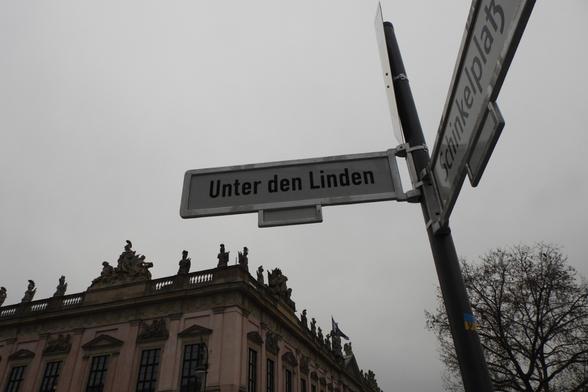 Unter den Linden
Schinkelplatz